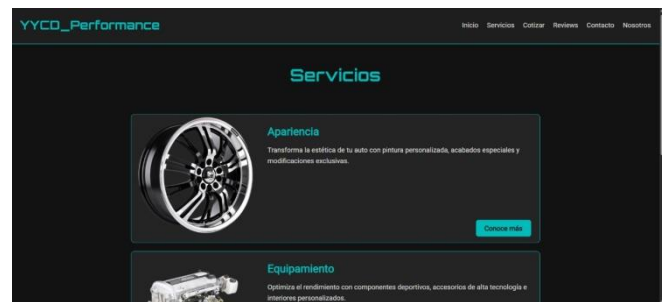 YYCD_Performance
Inicio Servicios Cotizar Reviews Contacto Nosotros
Servicios
Apariencia
Transforma la estética de tu auto con pintura personalizada, acabados especiales y
modificaciones exclusivas.
Conoce más
Equipamiento
Optimiza el rendimiento con componentes deportivos, accesorios de alta tecnología e
interiores personalizados.